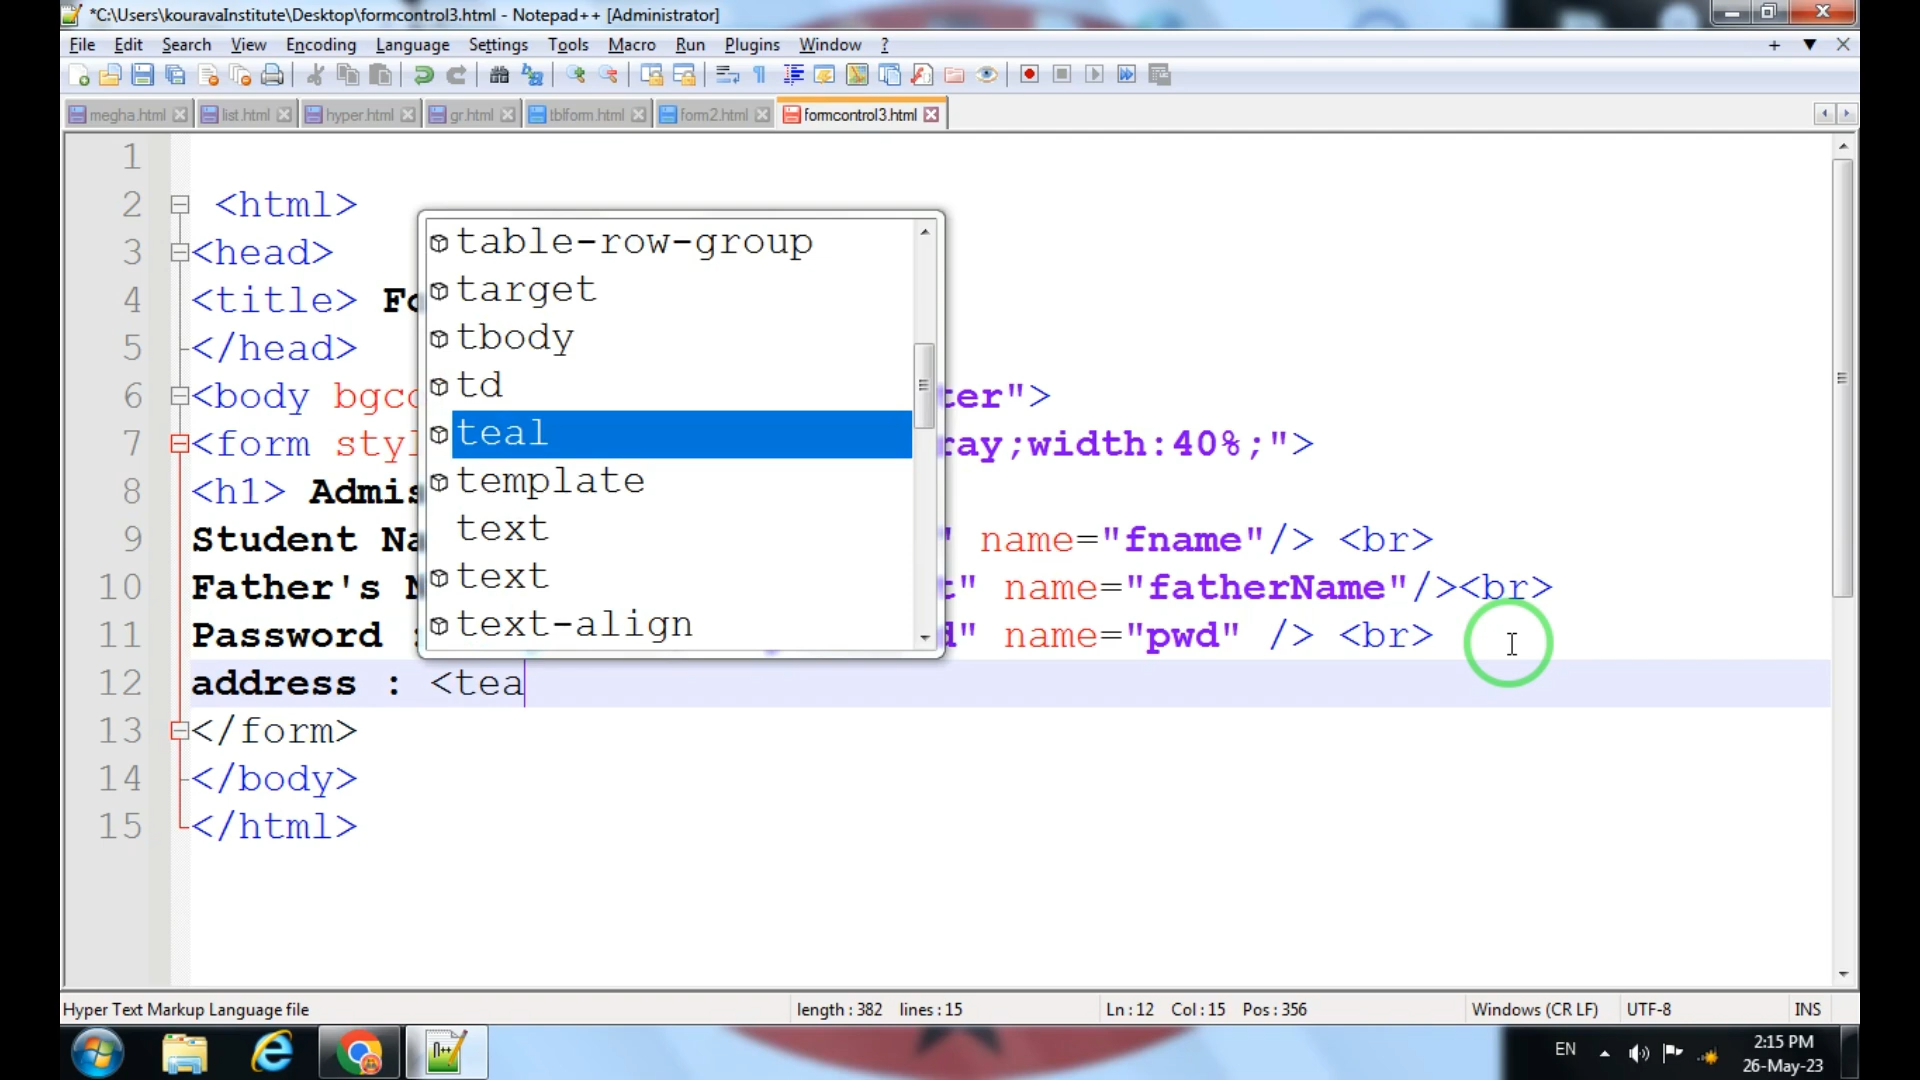 *C:\Users\kouravaInstitute\Desktop\formcontrol3.html - Notepad++ [Administrator]
File Edit Search View Encoding Language Settings Tools Macro Run Plugins Window ?
megha.html list.html hyper.html gr.html tblform.html form2.html formcontrol3.html
1
2 <html>
3 <head>
4 <title> Fo
5 </head>
6 <body bgco ter">
7 <form styl ray;width:40%;">
8 <h1> Admis
9 Student Na " name="fname"/> <br>
10 Father's N t" name="fatherName"/><br>
11 Password : d" name="pwd" /> <br>
12 address : <tea
13 </form>
14 </body>
15 </html>
table-row-group
target
tbody
td
teal
template
text
text
text-align
Hyper Text Markup Language file length : 382 lines : 15 Ln : 12 Col : 15 Pos : 356 Windows (CR LF) UTF-8 INS
EN 2:15 PM
26-May-23